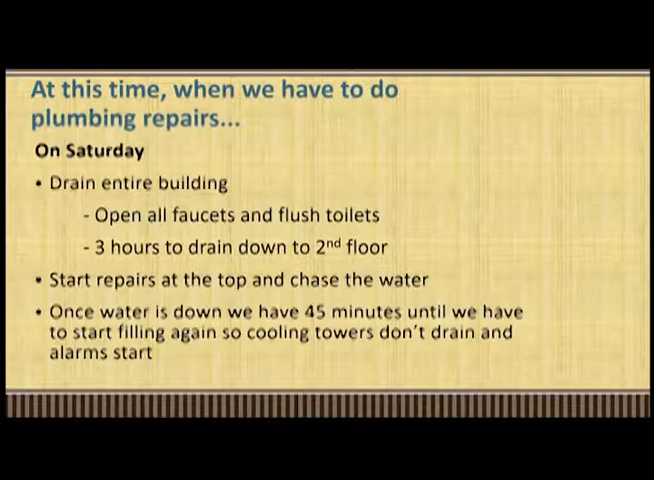 At this time, when we have to do
plumbing repairs...
On Saturday
• Drain entire building
- Open all faucets and flush toilets
- 3 hours to drain down to 2nd floor
• Start repairs at the top and chase the water
• Once water is down we have 45 minutes until we have
to start filling again so cooling towers don't drain and
alarms start